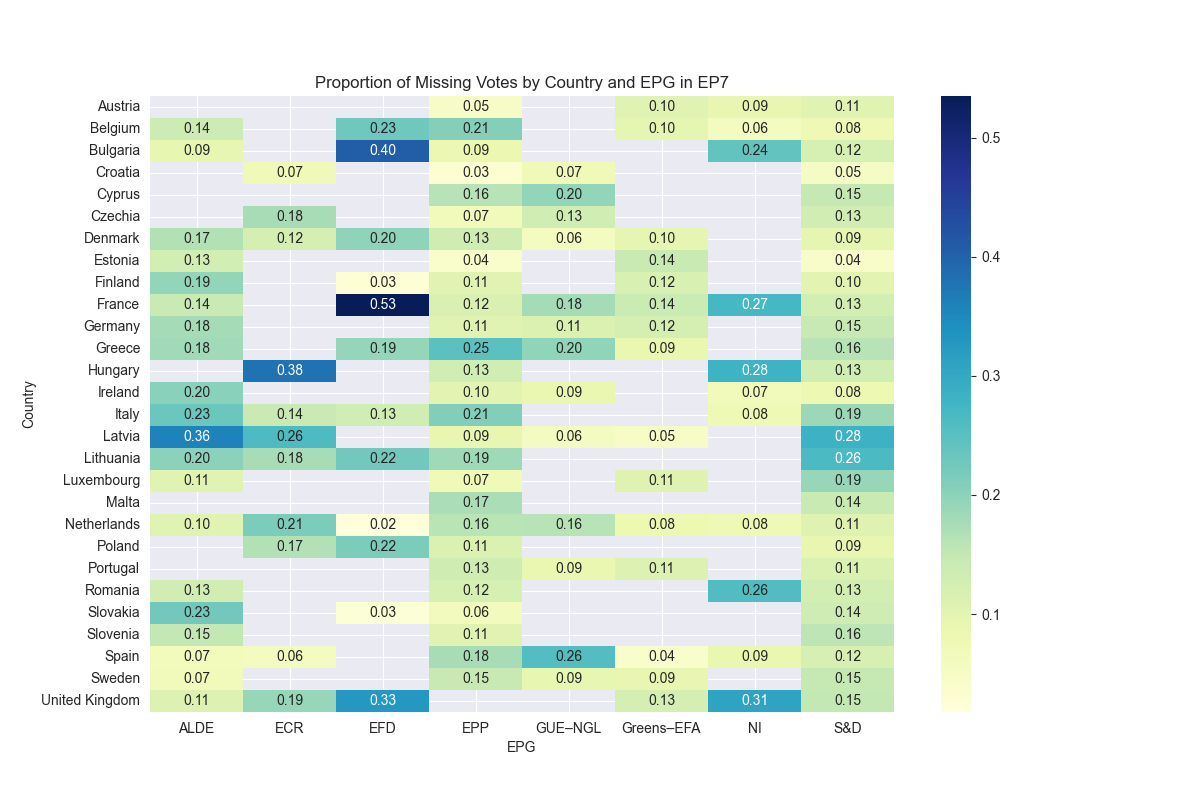 Proportion of Missing Votes by Country and EPG in EP7
Austria 0.05 0.10 0.09 0.11
Belgium 0.14 0.23 0.21 0.10 0.06 0.08
0.5
Bulgaria 0.09 0.40 0.09 0.24 0.12
Croatia 0.07 0.03 0.07 0.05
Cyprus 0.16 0.20 0.15
Czechia 0.18 0.07 0.13 0.13
Denmark 0.17 0.12 0.20 0.13 0.06 0.10 0.09
Estonia 0.13 0.04 0.14 0.04
0.4
Finland 0.19 0.03 0.11 0.12 0.10
France 0.14 0.53 0.12 0.18 0.14 0.27 0.13
Germany 0.18 0.11 0.11 0.12 0.15
Greece 0.18 0.19 0.25 0.20 0.09 0.16
Hungary 0.38 0.13 0.28 0.13
0.3
Ireland 0.20 0.10 0.09 0.07 0.08
Country
Italy 0.23 0.14 0.13 0.21 0.08 0.19
Latvia 0.36 0.26 0.09 0.06 0.05 0.28
Lithuania 0.20 0.18 0.22 0.19 0.26
Luxembourg 0.11 0.07 0.11 0.19
0.2
Malta 0.17 0.14
Netherlands 0.10 0.21 0.02 0.16 0.16 0.08 0.08 0.11
Poland 0.17 0.22 0.11 0.09
Portugal 0.13 0.09 0.11 0.11
Romania 0.13 0.12 0.26 0.13
Slovakia 0.23 0.03 0.06 0.14
0.1
Slovenia 0.15 0.11 0.16
Spain 0.07 0.06 0.18 0.26 0.04 0.09 0.12
Sweden 0.07 0.15 0.09 0.09 0.15
United Kingdom 0.11 0.19 0.33 0.13 0.31 0.15
ALDE ECR EFD EPP GUE–NGL Greens–EFA NI S&D
EPG